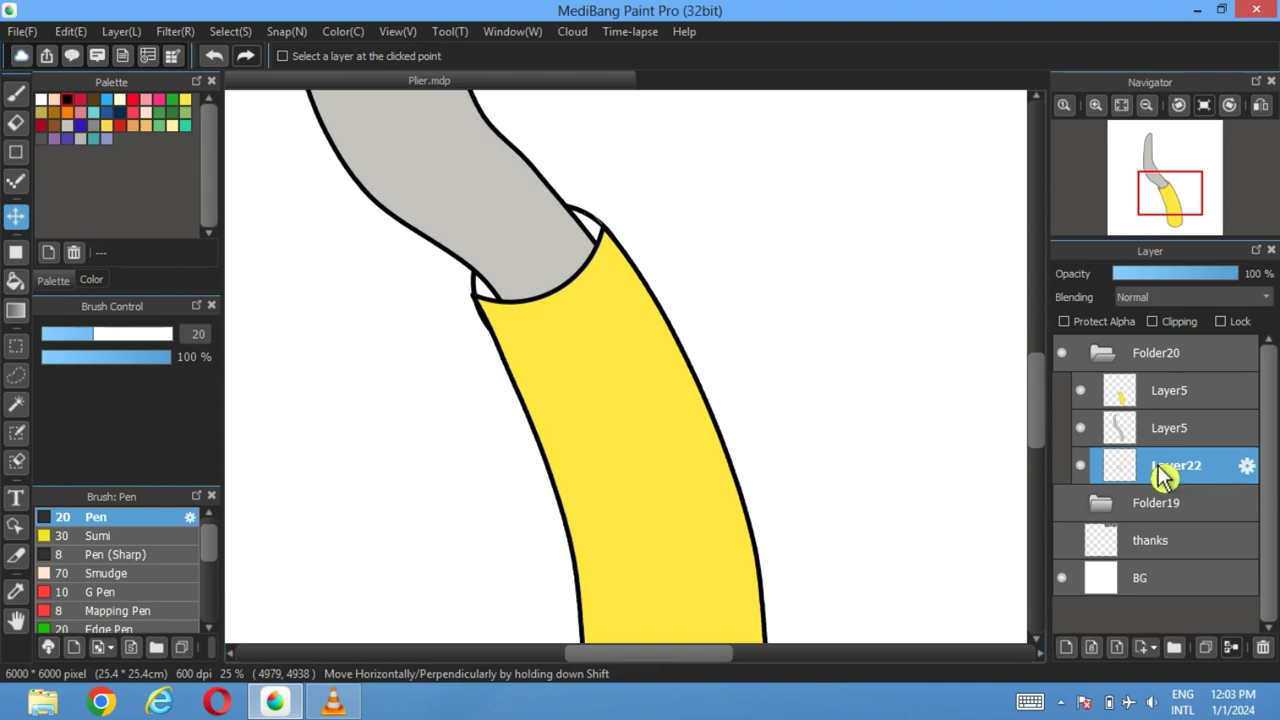 MediBang Paint Pro (32bit)
File(F) Edit(E) Layer(L) Filter(R) Select(S) Snap(N) Color(C) View(V) Tool(T) Window(W) Cloud Time-lapse Help
Select a layer at the clicked point
Palette
Plier.mdp
Navigator
---
Palette Color
Brush Control
20
100 %
Brush: Pen
20 Pen
30 Sumi
8 Pen (Sharp)
70 Smudge
10 G Pen
8 Mapping Pen
20 Edge Pen
Layer
Opacity 100 %
Blending Normal
Protect Alpha Clipping Lock
Folder20
Layer5
Layer5
Layer22
Folder19
thanks
BG
6000 * 6000 pixel (25.4 * 25.4cm) 600 dpi 25 % ( 4979, 4938 ) Move Horizontally/Perpendicularly by holding down Shift
ENG
INTL
12:03 PM
1/1/2024